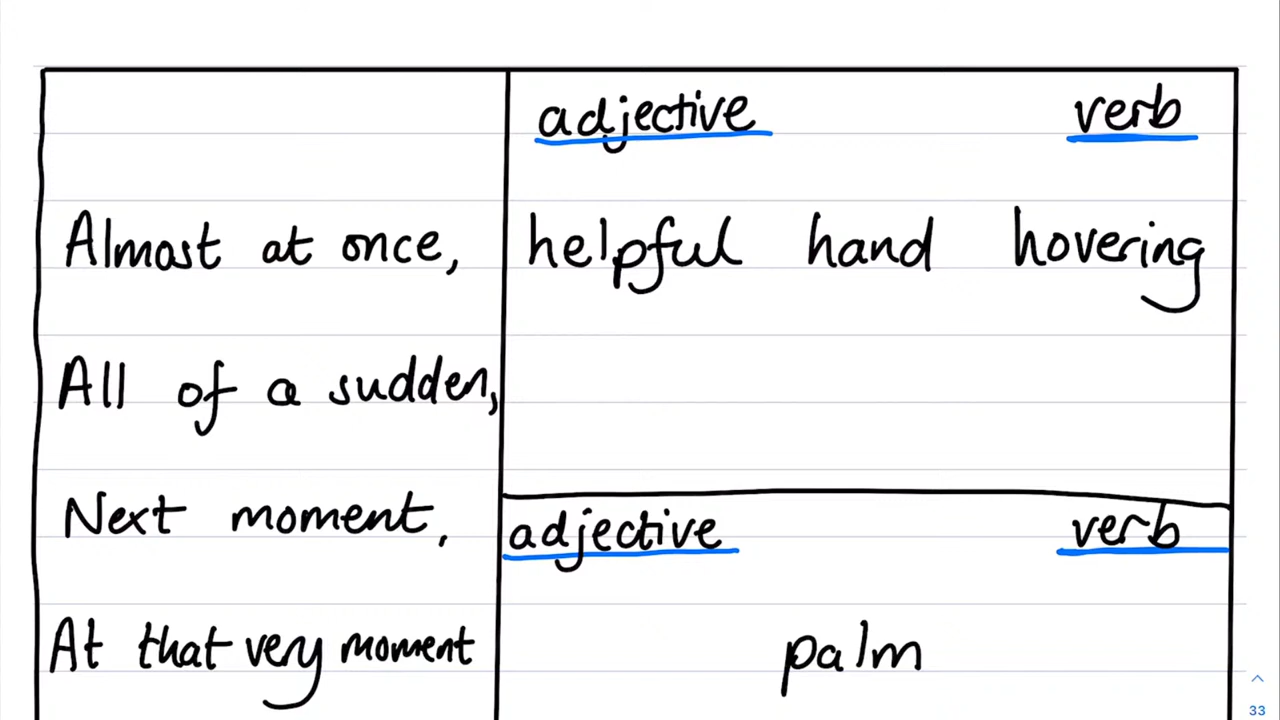 adjective verb
Almost at once, helpful hand hovering
All of a sudden,
Next moment,
adjective verb
At that very moment palm
33